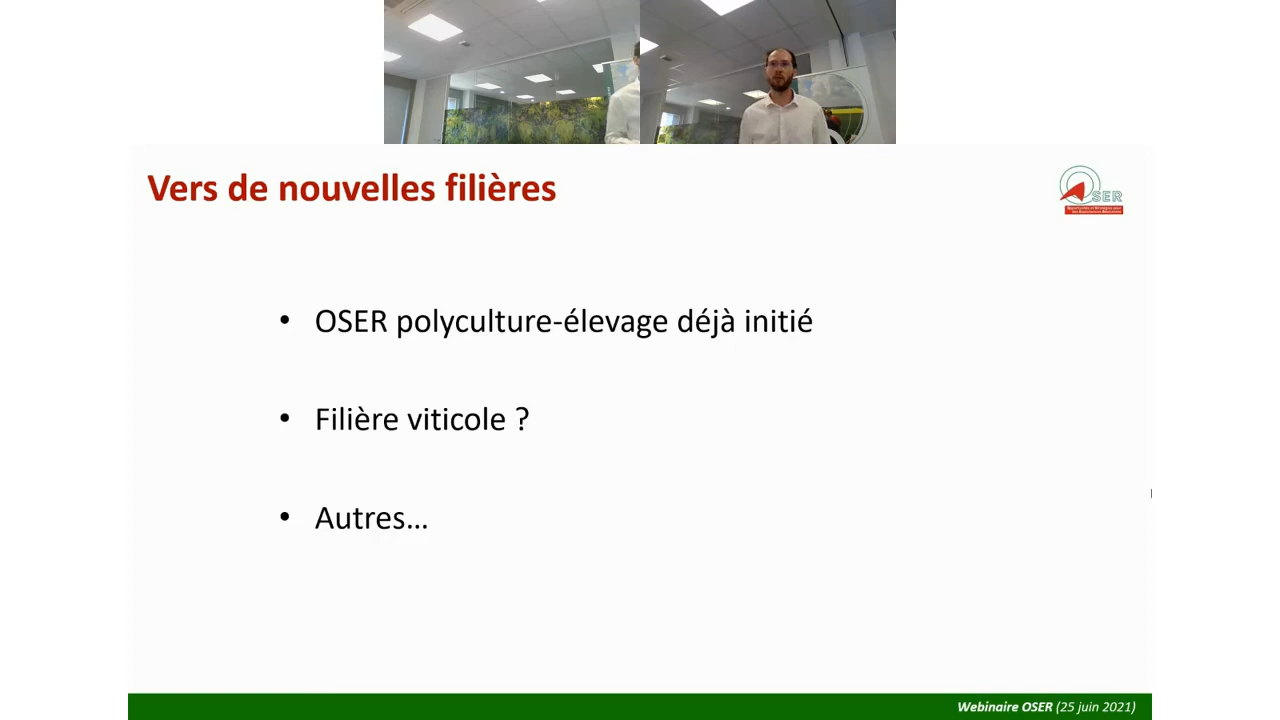 Vers de nouvelles filières
OSER
• OSER polyculture-élevage déjà initié
• Filière viticole ?
• Autres…
Webinaire OSER (25 juin 2021)